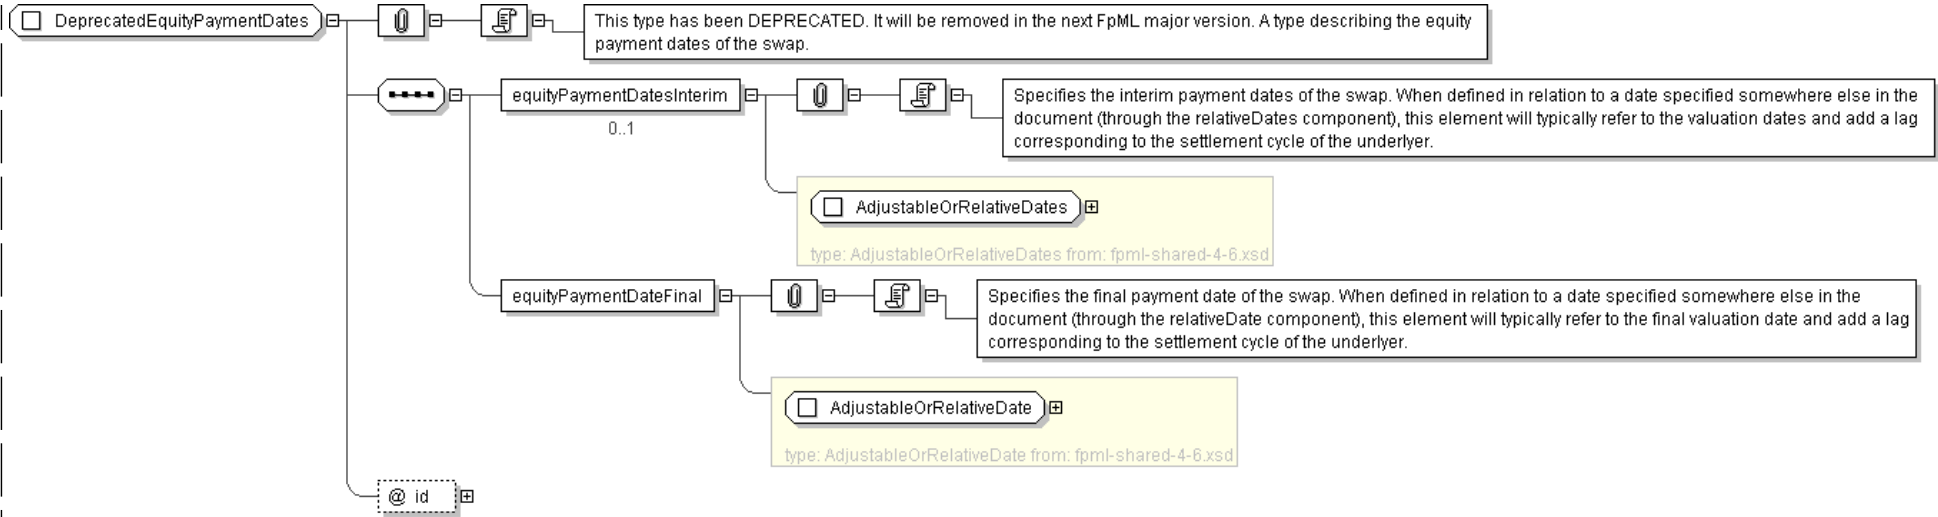 DeprecatedEquityPaymentDates
This type has been DEPRECATED. It will be removed in the next FpML major version. A type describing the equity
payment dates of the swap.
equityPaymentDatesInterim
0..1
Specifies the interim payment dates of the swap. When defined in relation to a date specified somewhere else in the
document (through the relativeDates component), this element will typically refer to the valuation dates and add a lag
corresponding to the settlement cycle of the underlyer.
AdjustableOrRelativeDates
type: AdjustableOrRelativeDates from: fpml-shared-4-6.xsd
equityPaymentDateFinal
Specifies the final payment date of the swap. When defined in relation to a date specified somewhere else in the
document (through the relativeDate component), this element will typically refer to the final valuation date and add a lag
corresponding to the settlement cycle of the underlyer.
AdjustableOrRelativeDate
type: AdjustableOrRelativeDate from: fpml-shared-4-6.xsd
@ id